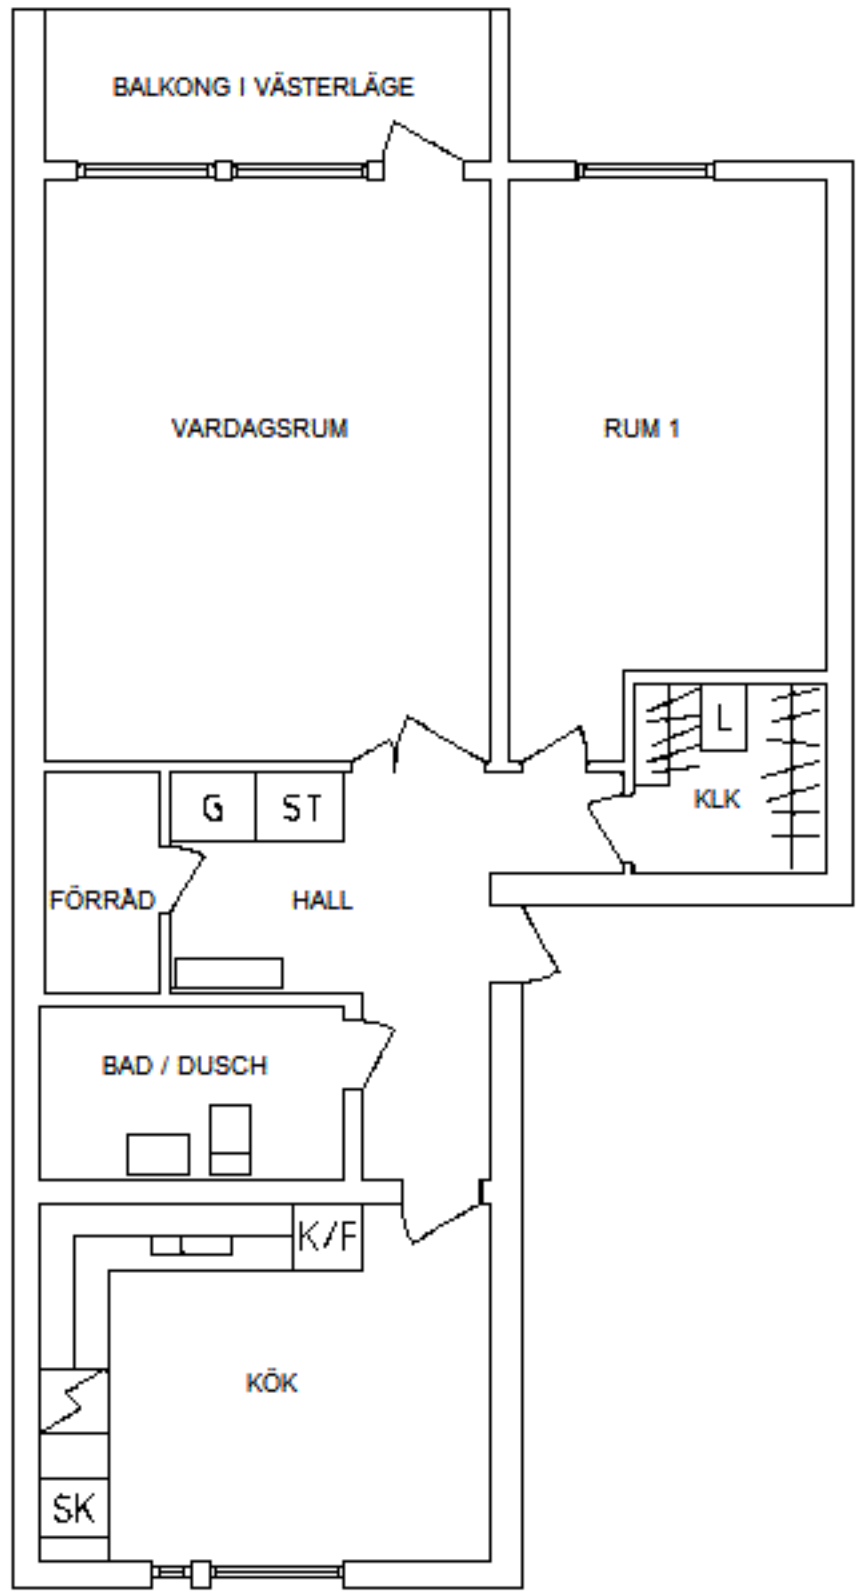 BALKONG I VÄSTERLÄGE
VARDAGSRUM
RUM 1
L
KLK
G
ST
FÖRRÅD
HALL
BAD / DUSCH
K/F
KÖK
SK